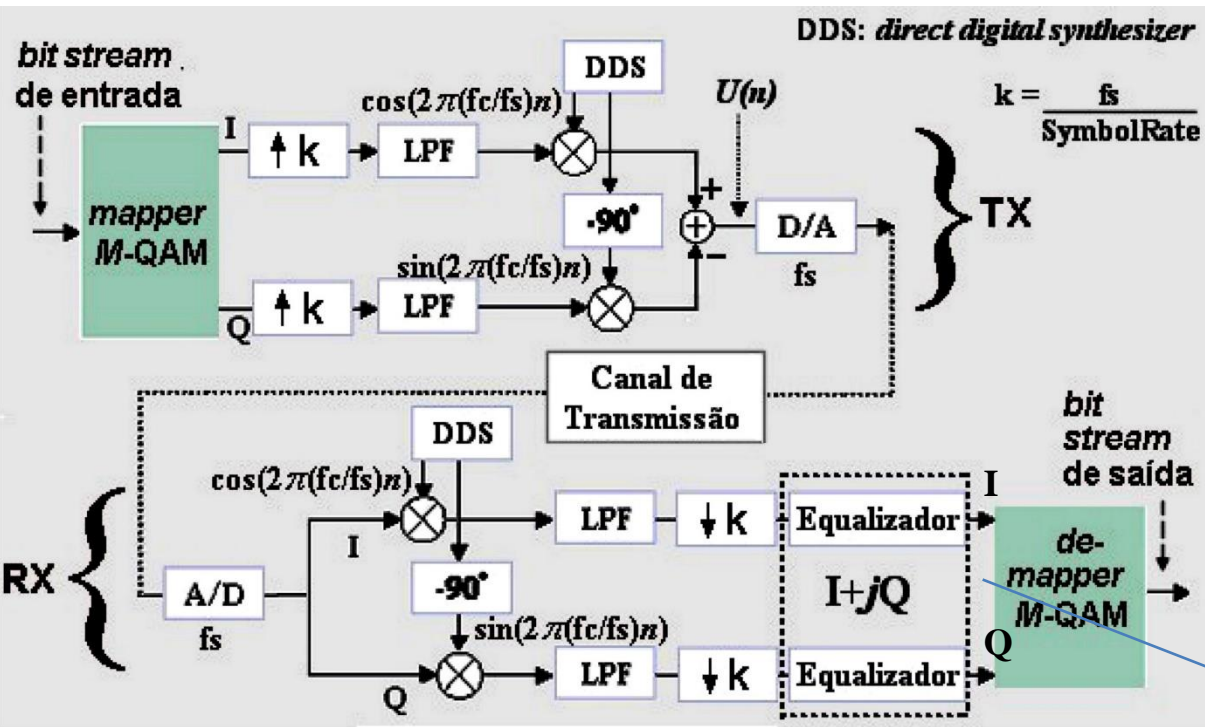 DDS: direct digital synthesizer
bit stream
de entrada
DDS
cos(2π(fc/fs)n)
U(n)
k = fs
SymbolRate
I
↑k
LPF
mapper
M-QAM
-90°
+
−
D/A
fs
TX
sin(2π(fc/fs)n)
Q
↑k
LPF
Canal de
Transmissão
bit
stream
de saída
DDS
cos(2π(fc/fs)n)
I
LPF
↓k
Equalizador
I
RX
A/D
fs
-90°
I+jQ
de-
mapper
M-QAM
sin(2π(fc/fs)n)
Q
LPF
↓k
Equalizador
Q